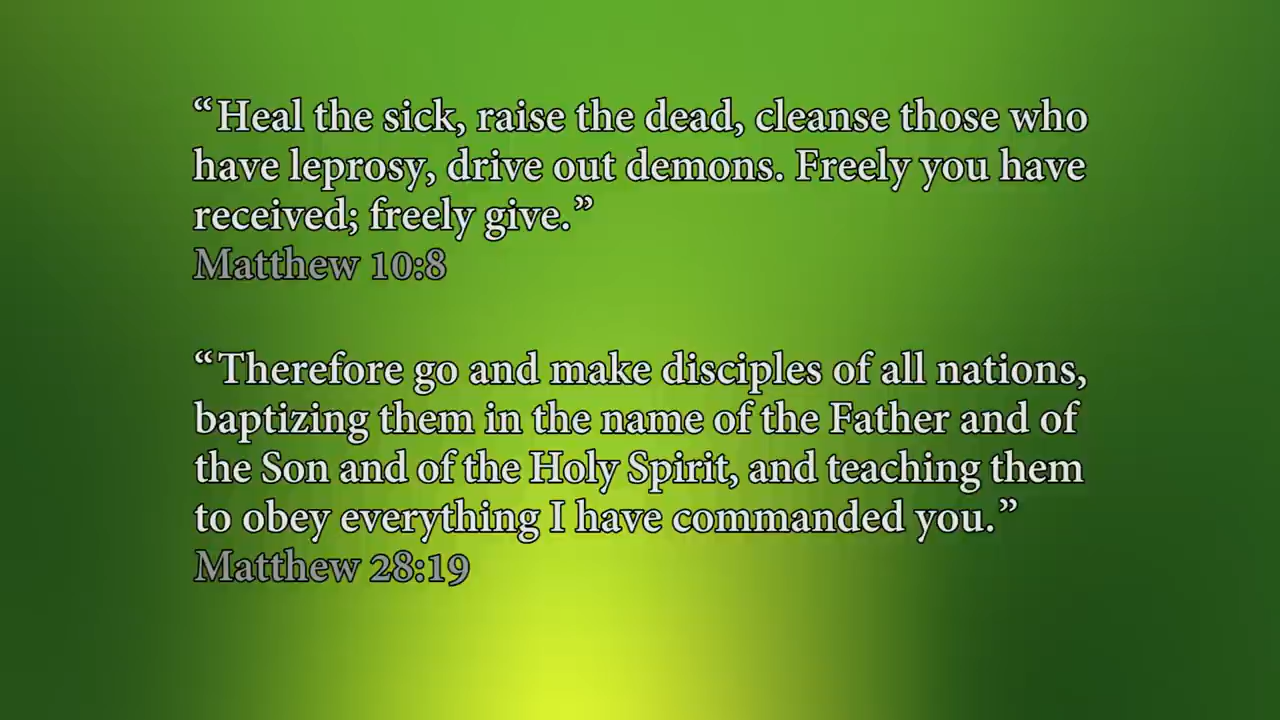 “Heal the sick, raise the dead, cleanse those who
have leprosy, drive out demons. Freely you have
received; freely give.”
Matthew 10:8
“Therefore go and make disciples of all nations,
baptizing them in the name of the Father and of
the Son and of the Holy Spirit, and teaching them
to obey everything I have commanded you.”
Matthew 28:19